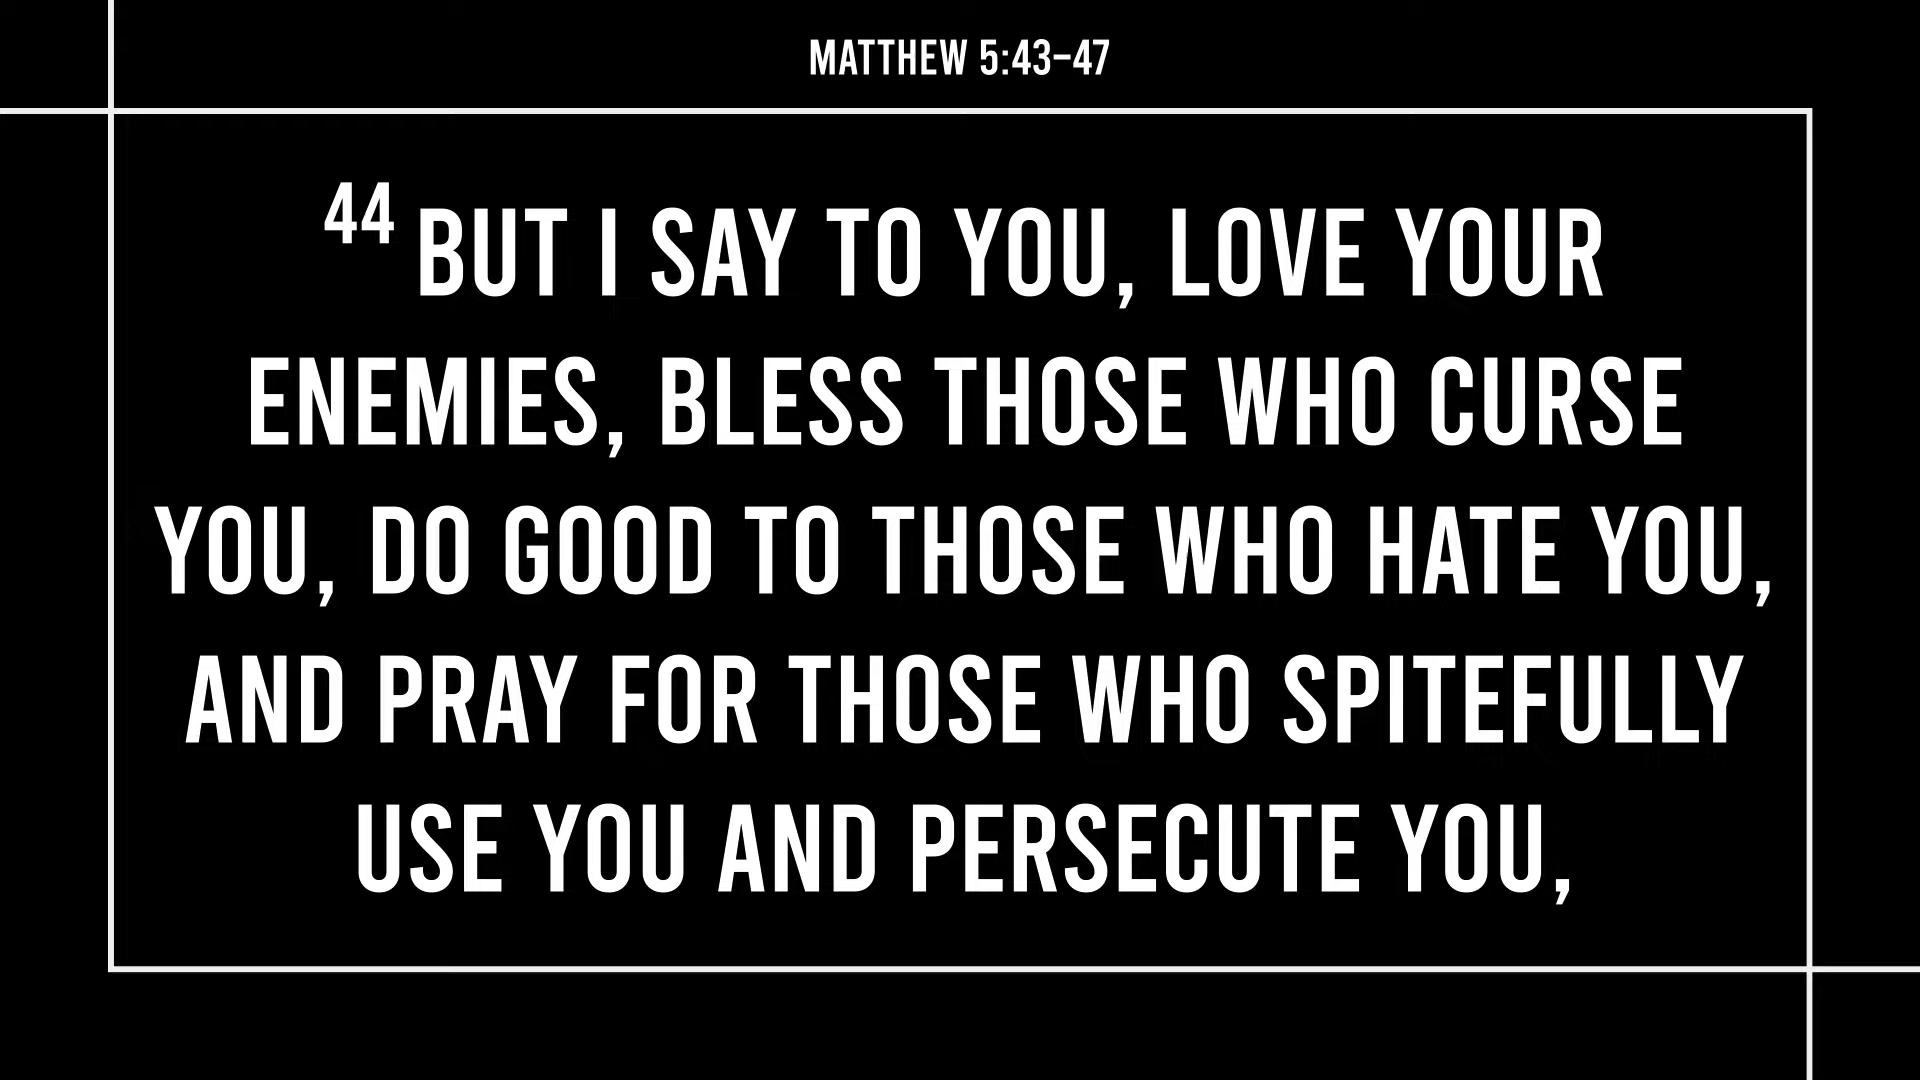 MATTHEW 5:43–47
44 BUT I SAY TO YOU, LOVE YOUR
ENEMIES, BLESS THOSE WHO CURSE
YOU, DO GOOD TO THOSE WHO HATE YOU,
AND PRAY FOR THOSE WHO SPITEFULLY
USE YOU AND PERSECUTE YOU,